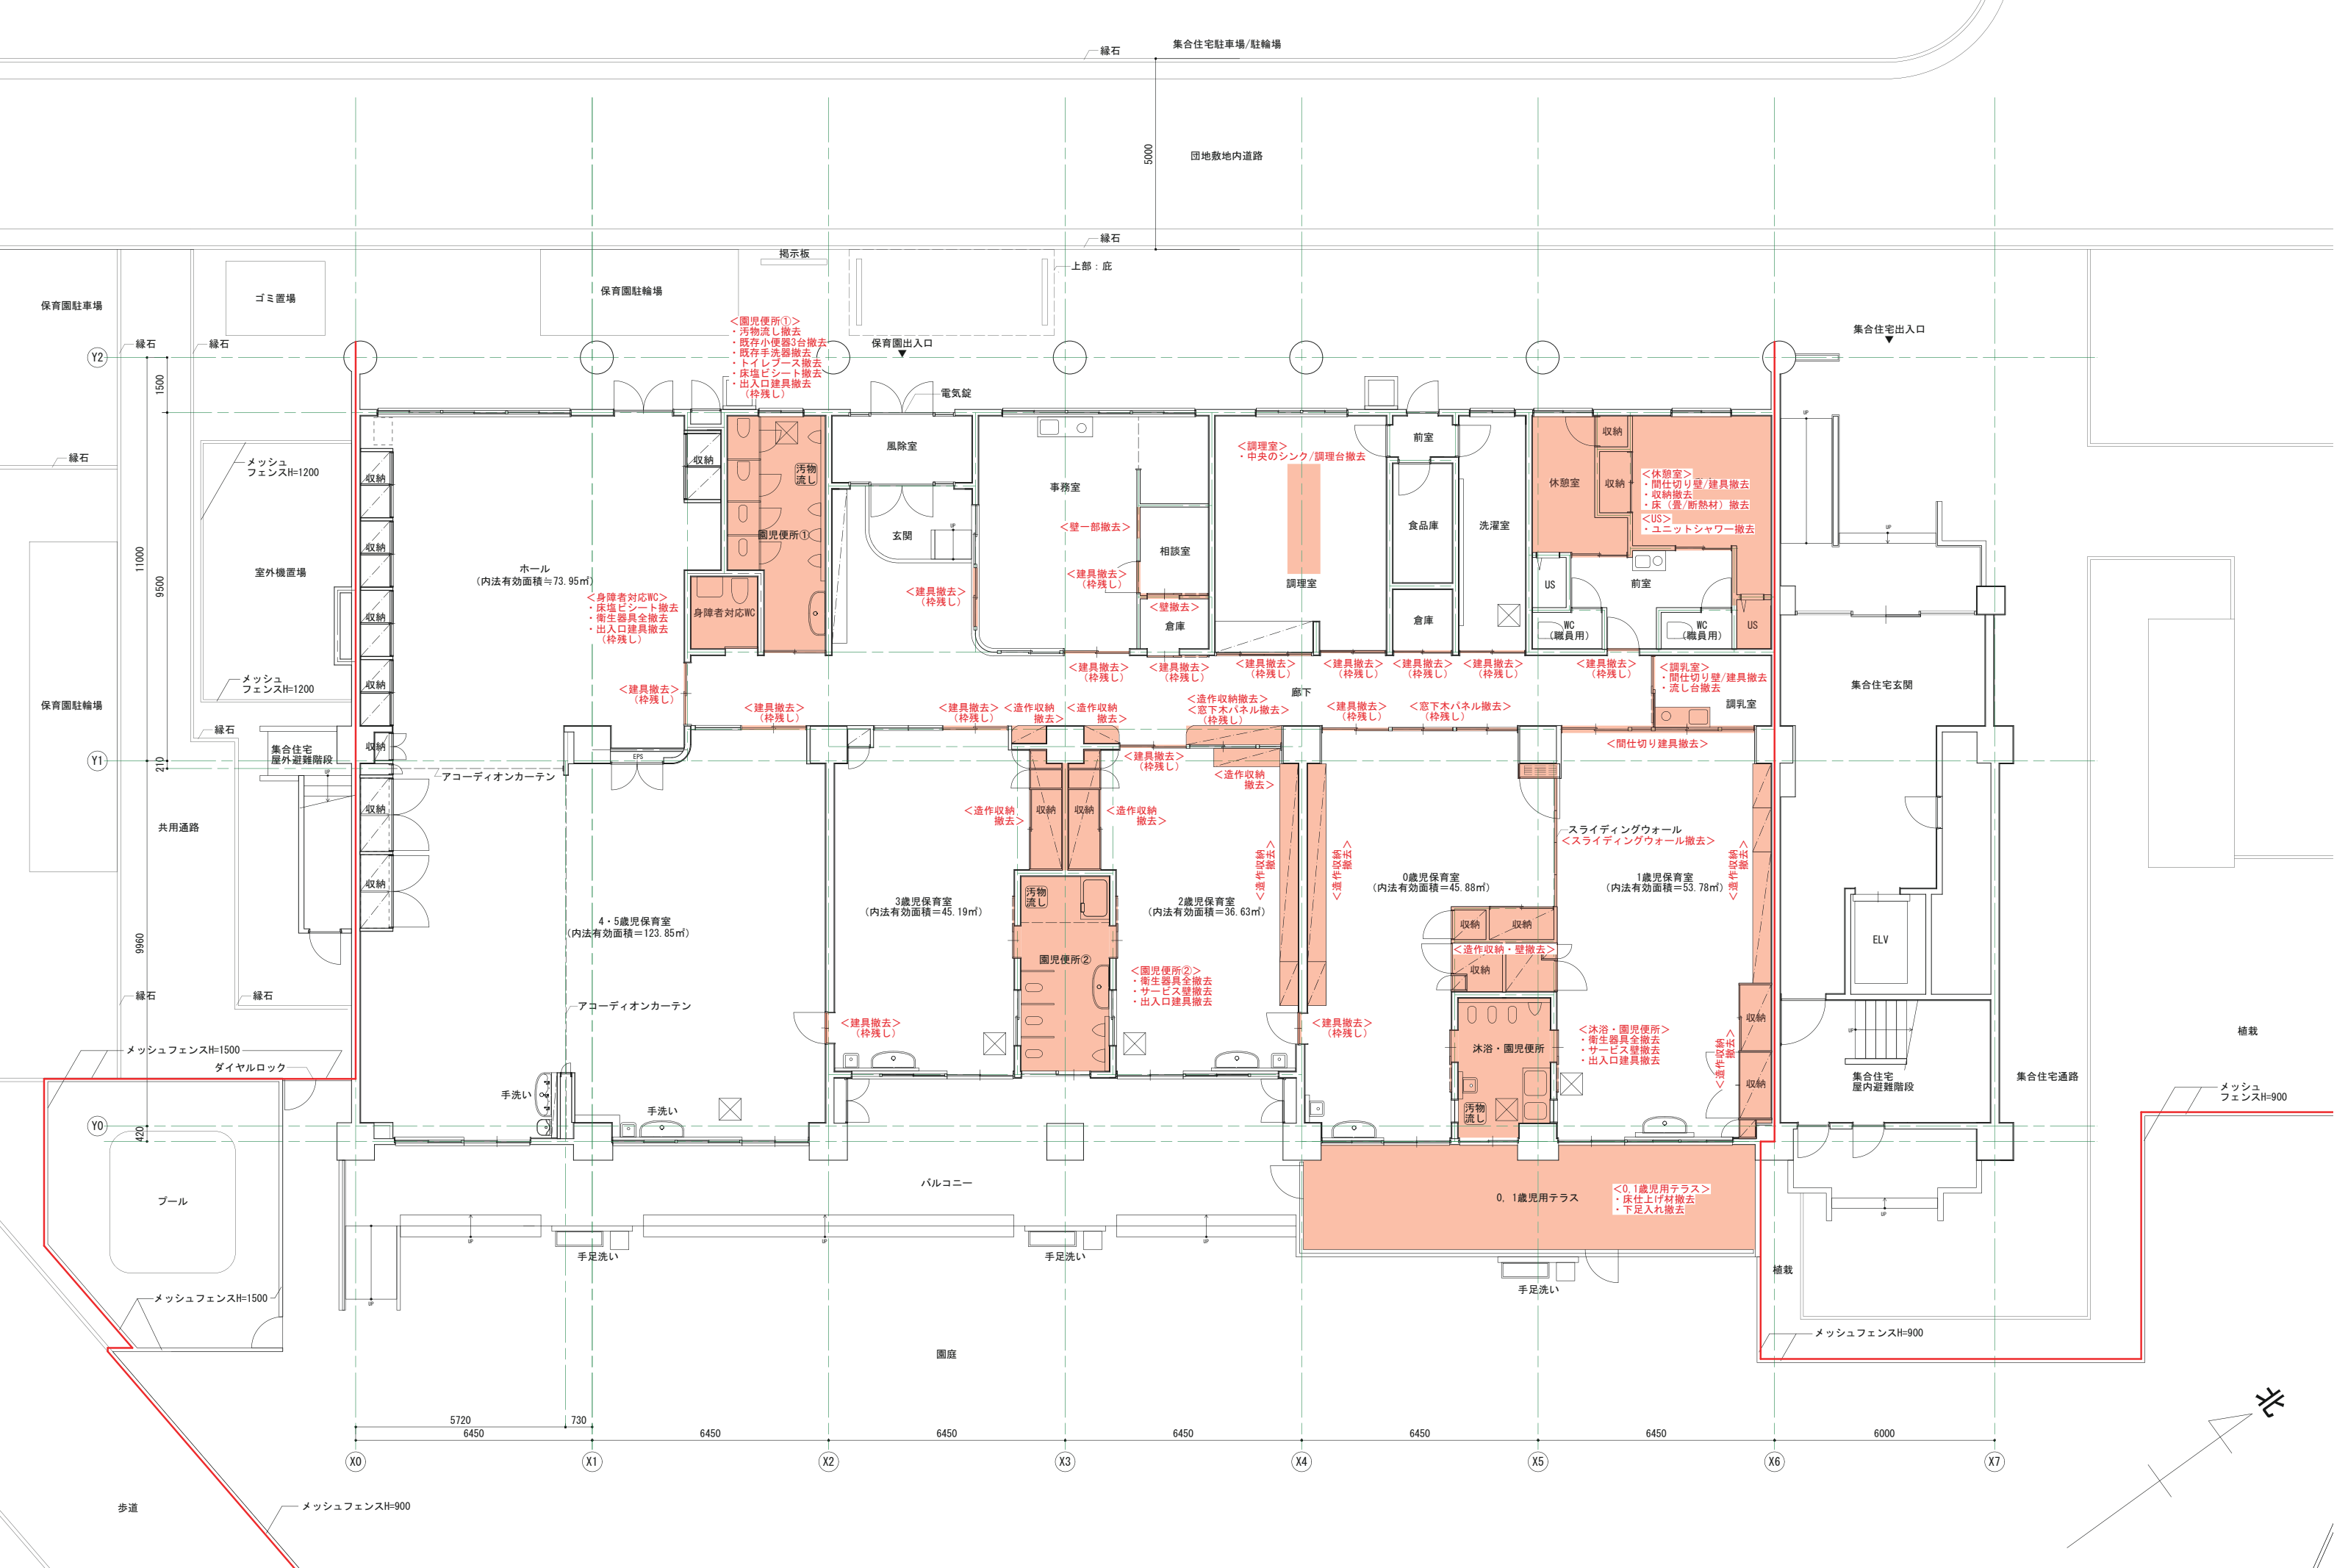 縁石
集合住宅駐車場/駐輪場
5000
団地敷地内道路
縁石
掲示板
上部：庇
保育園駐車場
ゴミ置場
保育園駐輪場
縁石
縁石
Y2
<園児便所①>
・汚物流し撤去
・既存小便器3台撤去
・既存手洗器撤去
・トイレブース撤去
・床塩ビシート撤去
・出入口建具撤去
（枠残し）
保育園出入口
集合住宅出入口
電気錠
1500
11000
9500
210
9960
420
縁石
メッシュ
フェンスH=1200
室外機置場
メッシュ
フェンスH=1200
保育園駐輪場
縁石
集合住宅
屋外避難階段
UP
共用通路
Y1
収納
収納
収納
収納
収納
収納
収納
収納
ホール
（内法有効面積≒73.95㎡）
汚物
流し
園児便所①
身障者対応WC
<身障者対応WC>
・床塩ビシート撤去
・衛生器具全撤去
・出入口建具撤去
（枠残し）
<建具撤去>
（枠残し）
風除室
玄関
UP
<建具撤去>
（枠残し）
事務室
<壁一部撤去>
相談室
<建具撤去>
（枠残し）
<壁撤去>
倉庫
<調理室>
・中央のシンク/調理台撤去
調理室
前室
食品庫
倉庫
洗濯室
休憩室
収納
収納
<休憩室>
・間仕切り壁/建具撤去
・収納撤去
・床（畳/断熱材）撤去
<US>
・ユニットシャワー撤去
US
前室
WC
（職員用）
WC
（職員用）
US
UP
UP
<建具撤去>
（枠残し）
<建具撤去>
（枠残し）
<建具撤去>
（枠残し）
<建具撤去>
（枠残し）
<建具撤去>
（枠残し）
<建具撤去>
（枠残し）
<建具撤去>
（枠残し）
<調乳室>
・間仕切り壁/建具撤去
・流し台撤去
調乳室
集合住宅玄関
廊下
<建具撤去>
（枠残し）
<建具撤去>
（枠残し）
<造作収納
撤去>
<造作収納
撤去>
<造作収納撤去>
<窓下木パネル撤去>
（枠残し）
<建具撤去>
（枠残し）
<窓下木パネル撤去>
（枠残し）
<間仕切り建具撤去>
EPS
アコーディオンカーテン
<建具撤去>
（枠残し）
<造作収納
撤去>
<造作収納
撤去>
収納
収納
<造作収納
撤去>
<造作収納
撤去>
<造作収納
撤去>
スライディングウォール
<スライディングウォール撤去>
<造作収納
撤去>
4・5歳児保育室
（内法有効面積＝123.85㎡）
3歳児保育室
（内法有効面積＝45.19㎡）
汚物
流し
園児便所②
2歳児保育室
（内法有効面積＝36.63㎡）
<園児便所②>
・衛生器具全撤去
・サービス壁撤去
・出入口建具撤去
0歳児保育室
（内法有効面積＝45.88㎡）
1歳児保育室
（内法有効面積＝53.78㎡）
収納
収納
<造作収納・壁撤去>
収納
ELV
縁石
縁石
アコーディオンカーテン
<建具撤去>
（枠残し）
<建具撤去>
（枠残し）
沐浴・園児便所
汚物
流し
<沐浴・園児便所>
・衛生器具全撤去
・サービス壁撤去
・出入口建具撤去
<造作収納
撤去>
収納
収納
UP
集合住宅
屋内避難階段
集合住宅通路
植栽
メッシュフェンスH=1500
ダイヤルロック
手洗い
手洗い
Y0
メッシュ
フェンスH=900
プール
バルコニー
0，1歳児用テラス
<0,1歳児用テラス>
・床仕上げ材撤去
・下足入れ撤去
UP
UP
UP
UP
UP
手足洗い
手足洗い
手足洗い
植栽
メッシュフェンスH=1500
メッシュフェンスH=900
園庭
北
5720
730
6450
6450
6450
6450
6450
6450
6000
X0
X1
X2
X3
X4
X5
X6
X7
歩道
メッシュフェンスH=900